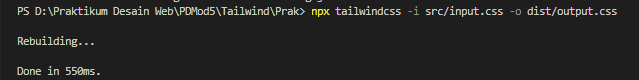 PS D:\Praktikum Desain Web\PDMod5\Tailwind\Prak> npx tailwindcss -i src/input.css -o dist/output.css
Rebuilding...
Done in 550ms.